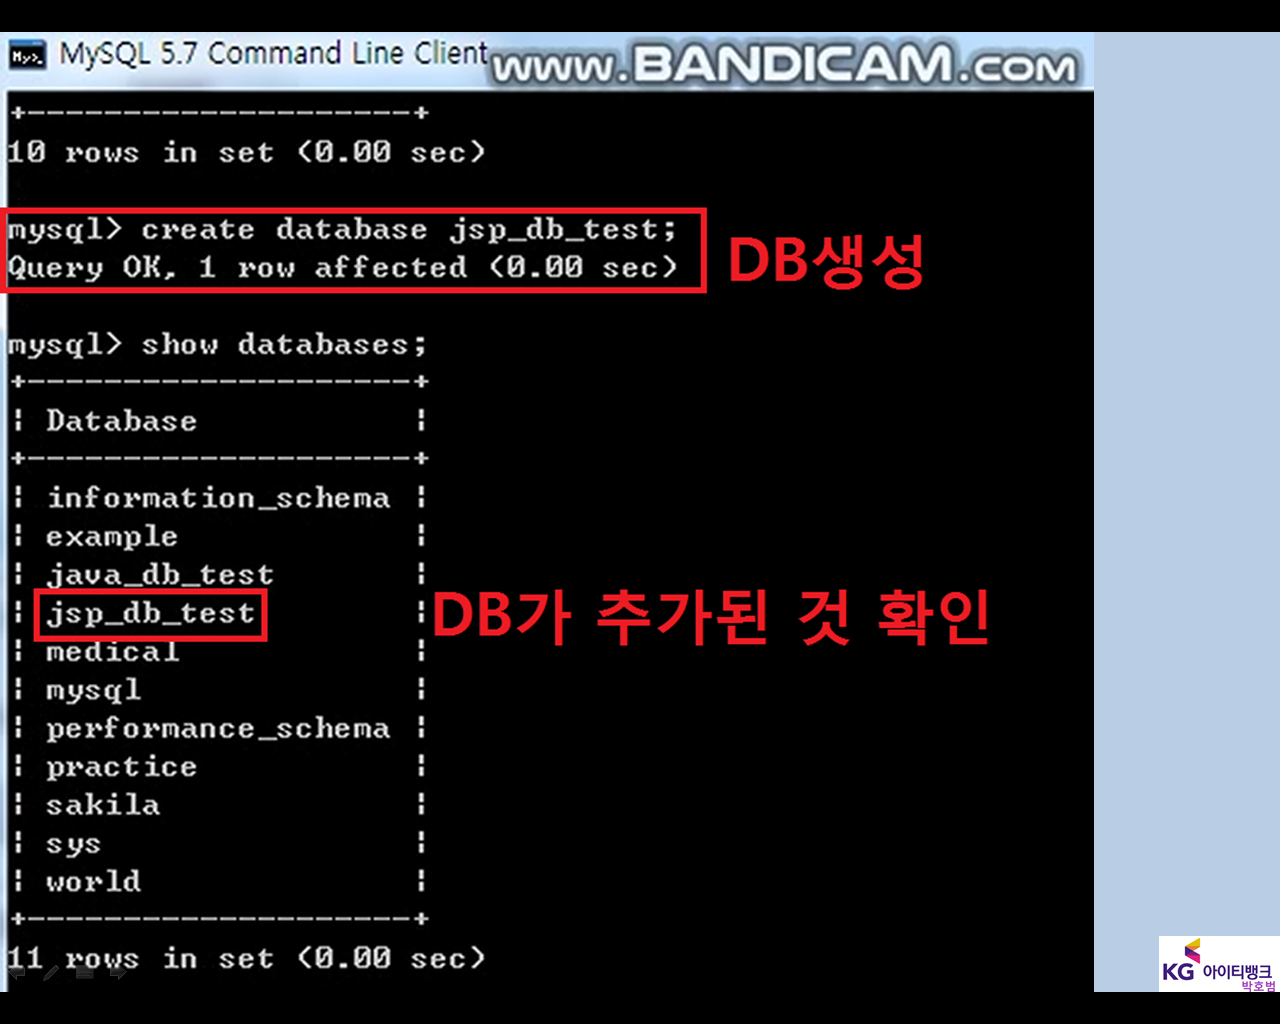 MySQL 5.7 Command Line Client
www.BANDICAM.com
+--------------------+
10 rows in set (0.00 sec)
mysql> create database jsp_db_test;
Query OK, 1 row affected (0.00 sec)
DB생성
mysql> show databases;
+--------------------+
| Database           |
+--------------------+
| information_schema |
| example            |
| java_db_test       |
| jsp_db_test        |
DB가 추가된 것 확인
| medical            |
| mysql              |
| performance_schema |
| practice           |
| sakila             |
| sys                |
| world              |
+--------------------+
11 rows in set (0.00 sec)
KG 아이티뱅크
박호범